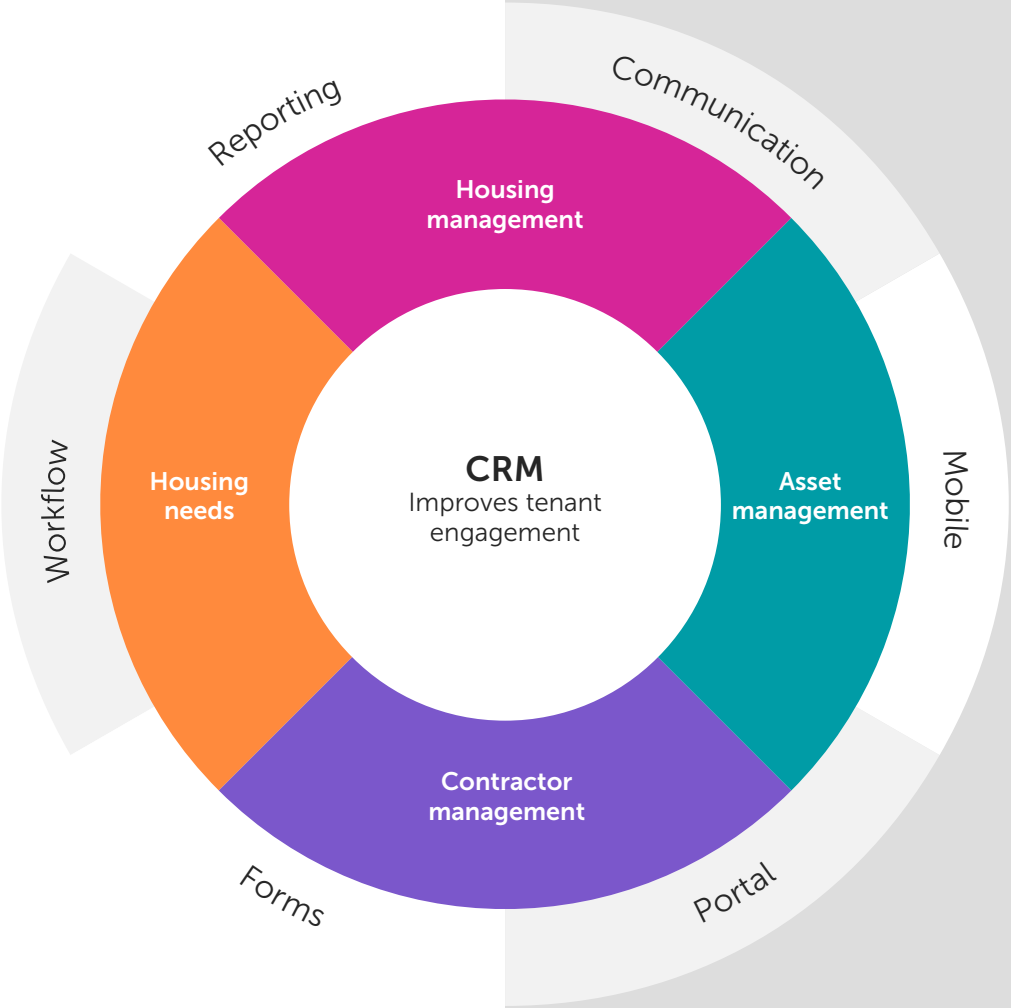 Reporting
Communication
Housing
management
Workflow
Housing
needs
CRM
Improves tenant
engagement
Asset
management
Mobile
Contractor
management
Forms
Portal